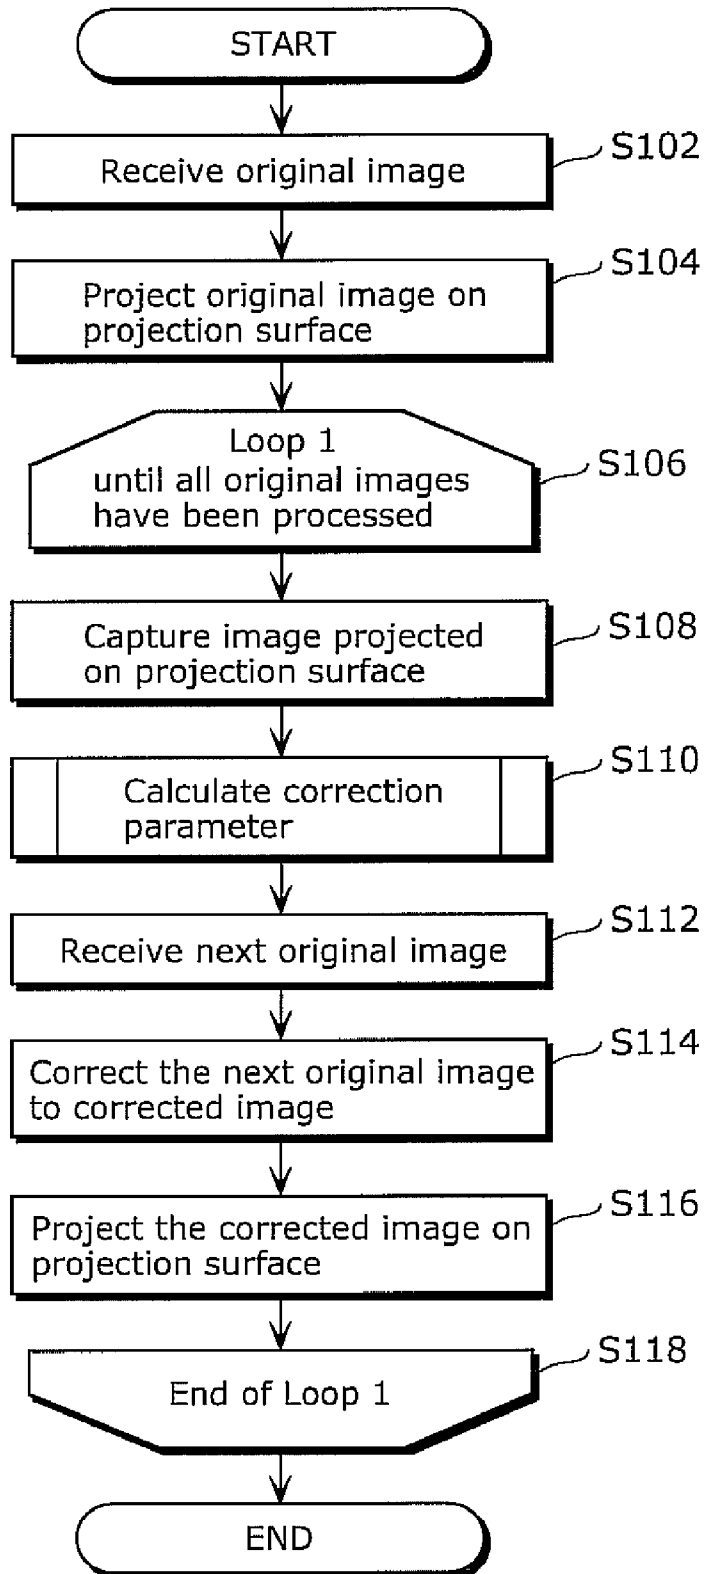 START
Receive original image
S102
Project original image on
projection surface
S104
Loop 1
until all original images
have been processed
S106
Capture image projected
on projection surface
S108
Calculate correction
parameter
S110
Receive next original image
S112
Correct the next original image
to corrected image
S114
Project the corrected image on
projection surface
S116
End of Loop 1
S118
END